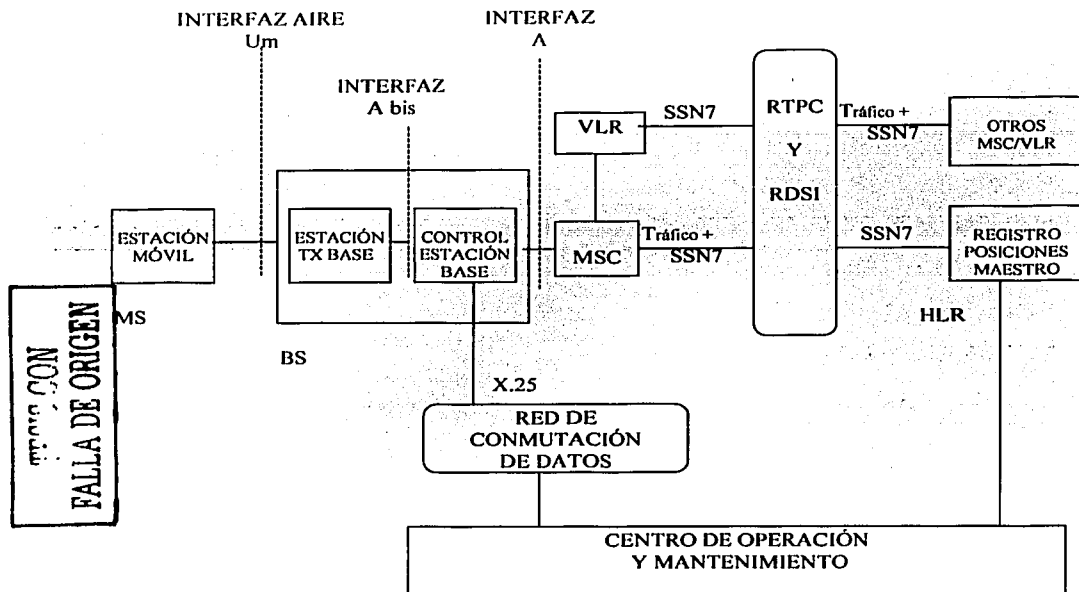 INTERFAZ AIRE
Um
INTERFAZ
A
INTERFAZ
A bis
VLR
SSN7
RTPC
Y
RDSI
Tráfico +
SSN7
OTROS
MSC/VLR
ESTACIÓN
MÓVIL
ESTACIÓN
TX BASE
CONTROL
ESTACIÓN
BASE
MSC
Tráfico +
SSN7
SSN7
REGISTRO
POSICIONES
MAESTRO
MS
BS
HLR
X.25
CON
FALLA DE ORIGEN
RED DE
CONMUTACIÓN
DE DATOS
CENTRO DE OPERACIÓN
Y MANTENIMIENTO